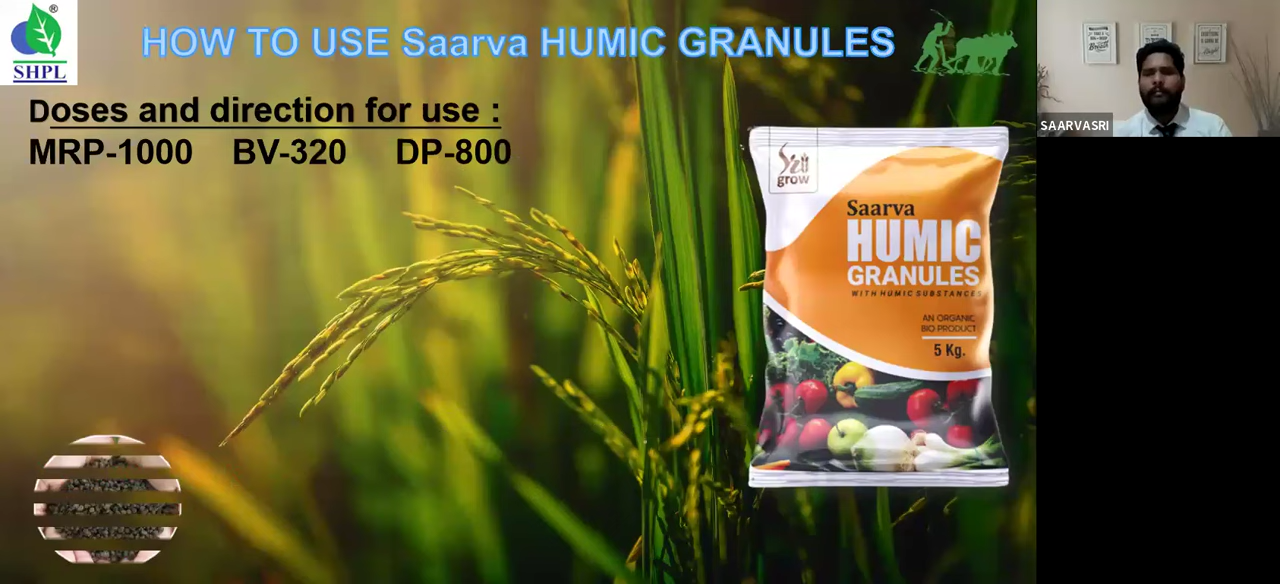 ®
SHPL
HOW TO USE Saarva HUMIC GRANULES
Doses and direction for use :
MRP-1000 BV-320 DP-800
grow
Saarva
HUMIC
GRANULES
WITH HUMIC SUBSTANCES
AN ORGANIC
BIO PRODUCT
5 Kg.
SAARVASRI